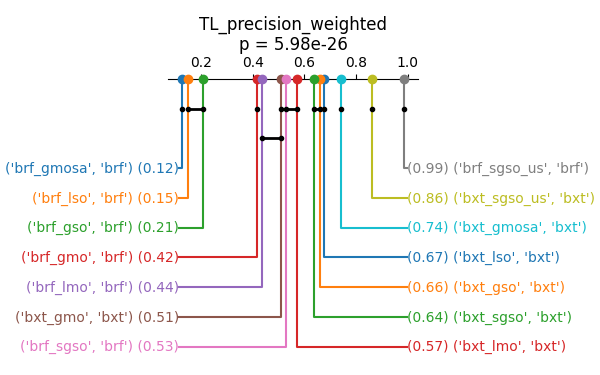 TL_precision_weighted
p = 5.98e-26
0.2 0.4 0.6 0.8 1.0
('brf_gmosa', 'brf') (0.12) (0.99) ('brf_sgso_us', 'brf')
('brf_lso', 'brf') (0.15) (0.86) ('bxt_sgso_us', 'bxt')
('brf_gso', 'brf') (0.21) (0.74) ('bxt_gmosa', 'bxt')
('brf_gmo', 'brf') (0.42) (0.67) ('bxt_lso', 'bxt')
('brf_lmo', 'brf') (0.44) (0.66) ('bxt_gso', 'bxt')
('bxt_gmo', 'bxt') (0.51) (0.64) ('bxt_sgso', 'bxt')
('brf_sgso', 'brf') (0.53) (0.57) ('bxt_lmo', 'bxt')